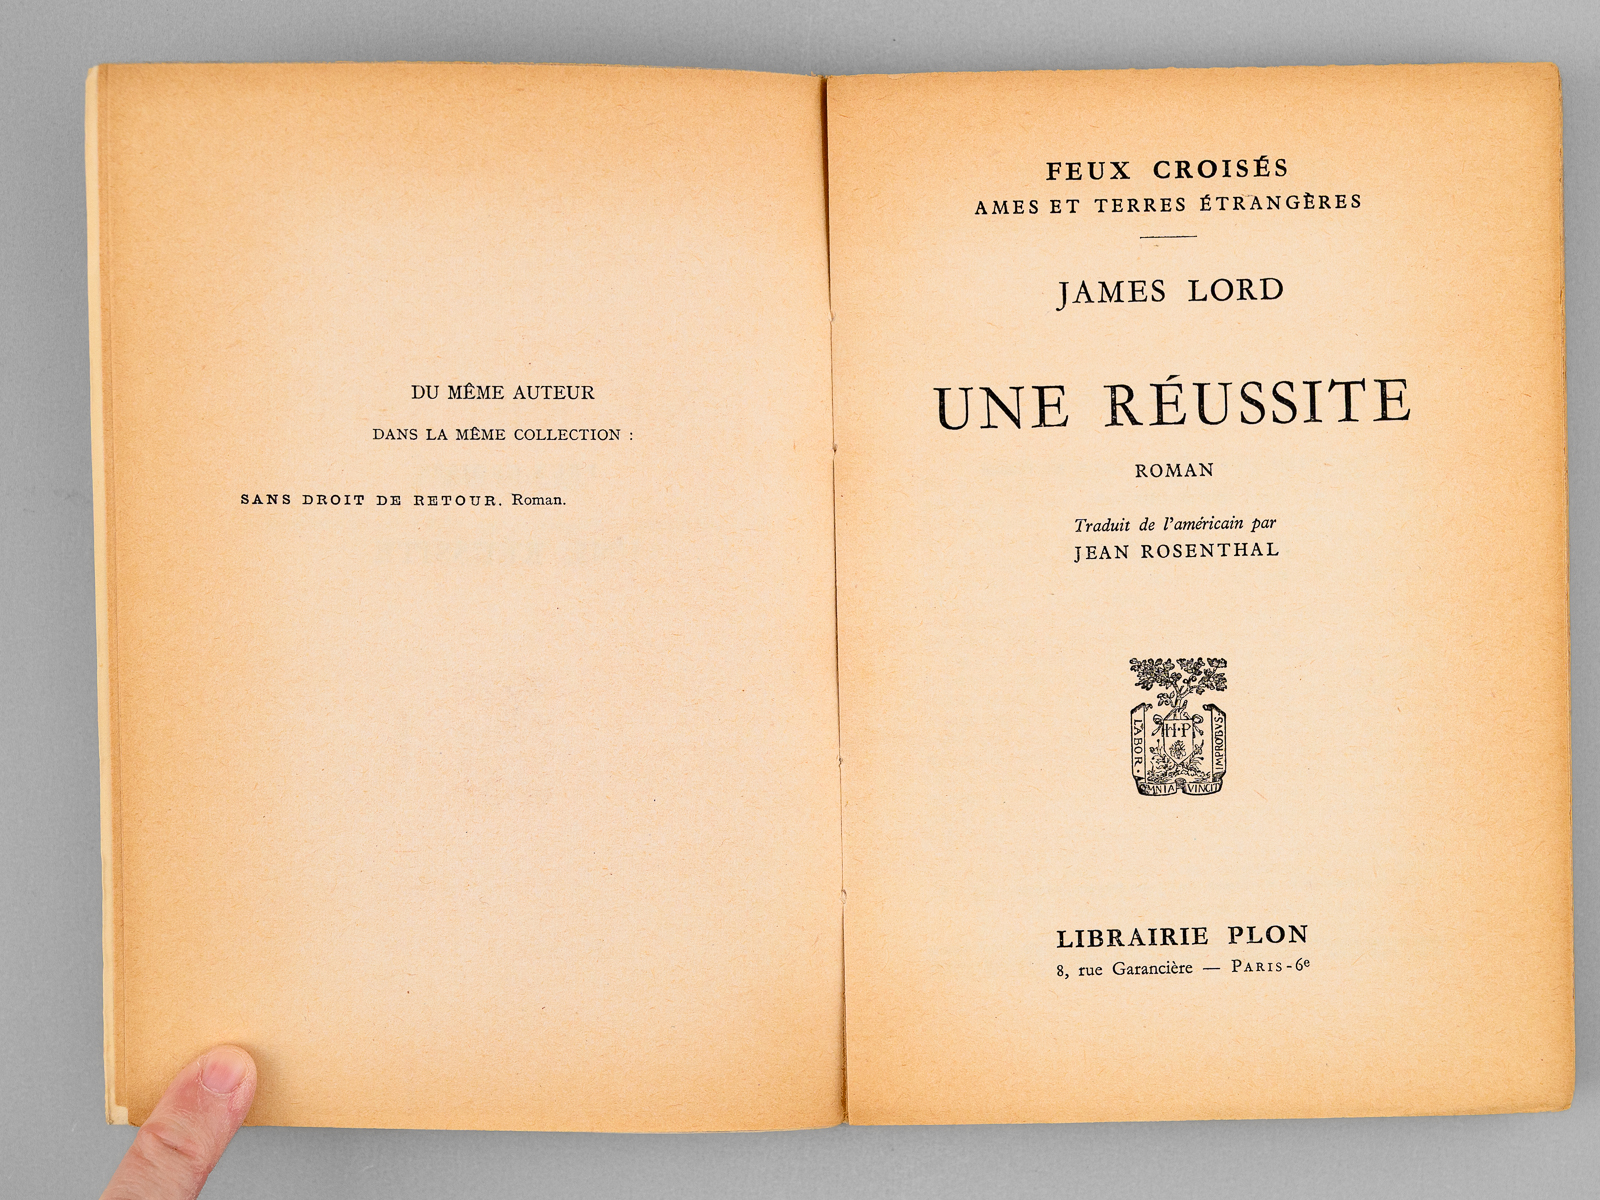 DU MÊME AUTEUR
DANS LA MÊME COLLECTION :
SANS DROIT DE RETOUR. Roman.
FEUX CROISÉS
AMES ET TERRES ÉTRANGÈRES
JAMES LORD
UNE RÉUSSITE
ROMAN
Traduit de l'américain par
JEAN ROSENTHAL
H·P
LABOR ·
OMNIA VINCIT
IMPROBVS·
LIBRAIRIE PLON
8, rue Garancière — PARIS-6e